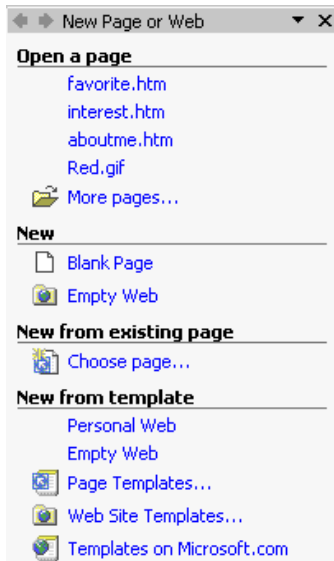 New Page or Web
Open a page
favorite.htm
interest.htm
aboutme.htm
Red.gif
More pages...
New
Blank Page
Empty Web
New from existing page
Choose page...
New from template
Personal Web
Empty Web
Page Templates...
Web Site Templates...
Templates on Microsoft.com